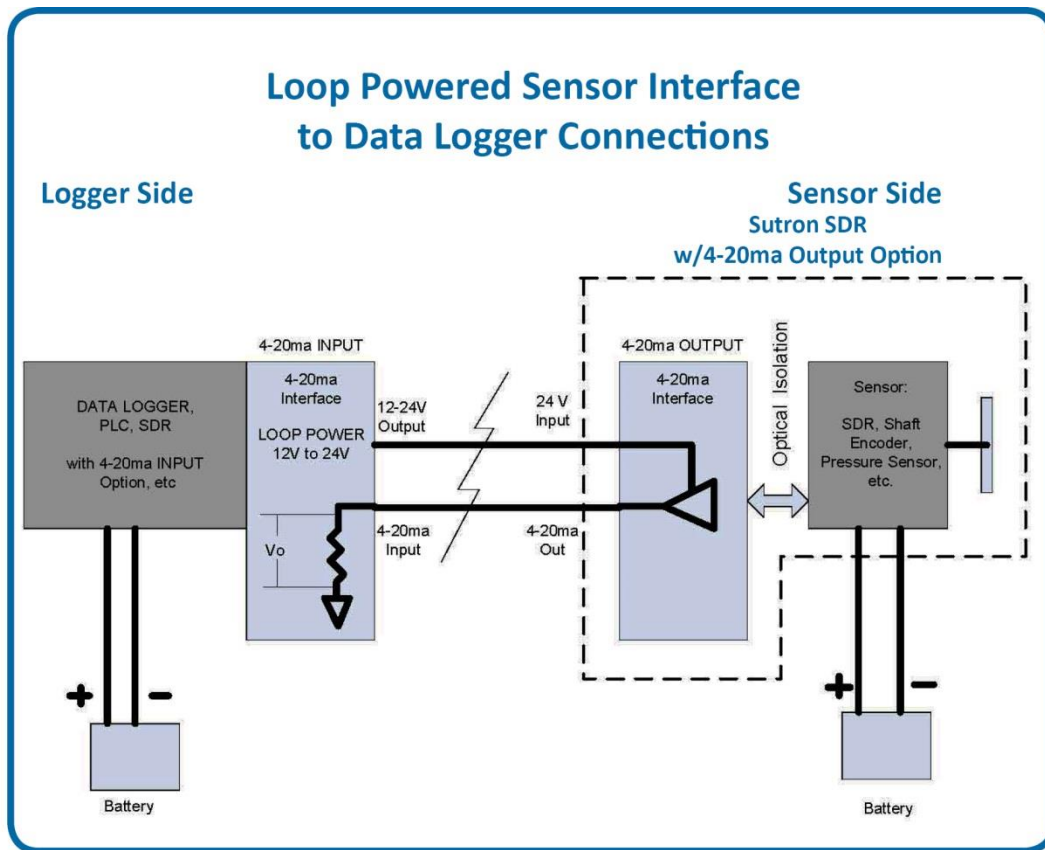 Loop Powered Sensor Interface
to Data Logger Connections
Logger Side
Sensor Side
Sutron SDR
w/4-20ma Output Option
4-20ma INPUT
DATA LOGGER,
PLC, SDR
with 4-20ma INPUT
Option, etc
4-20ma
Interface
LOOP POWER
12V to 24V
Vo
12-24V
Output
4-20ma
Input
24 V
Input
4-20ma
Out
4-20ma OUTPUT
4-20ma
Interface
Optical Isolation
Sensor:
SDR, Shaft
Encoder,
Pressure Sensor,
etc.
+ −
Battery
+ −
Battery